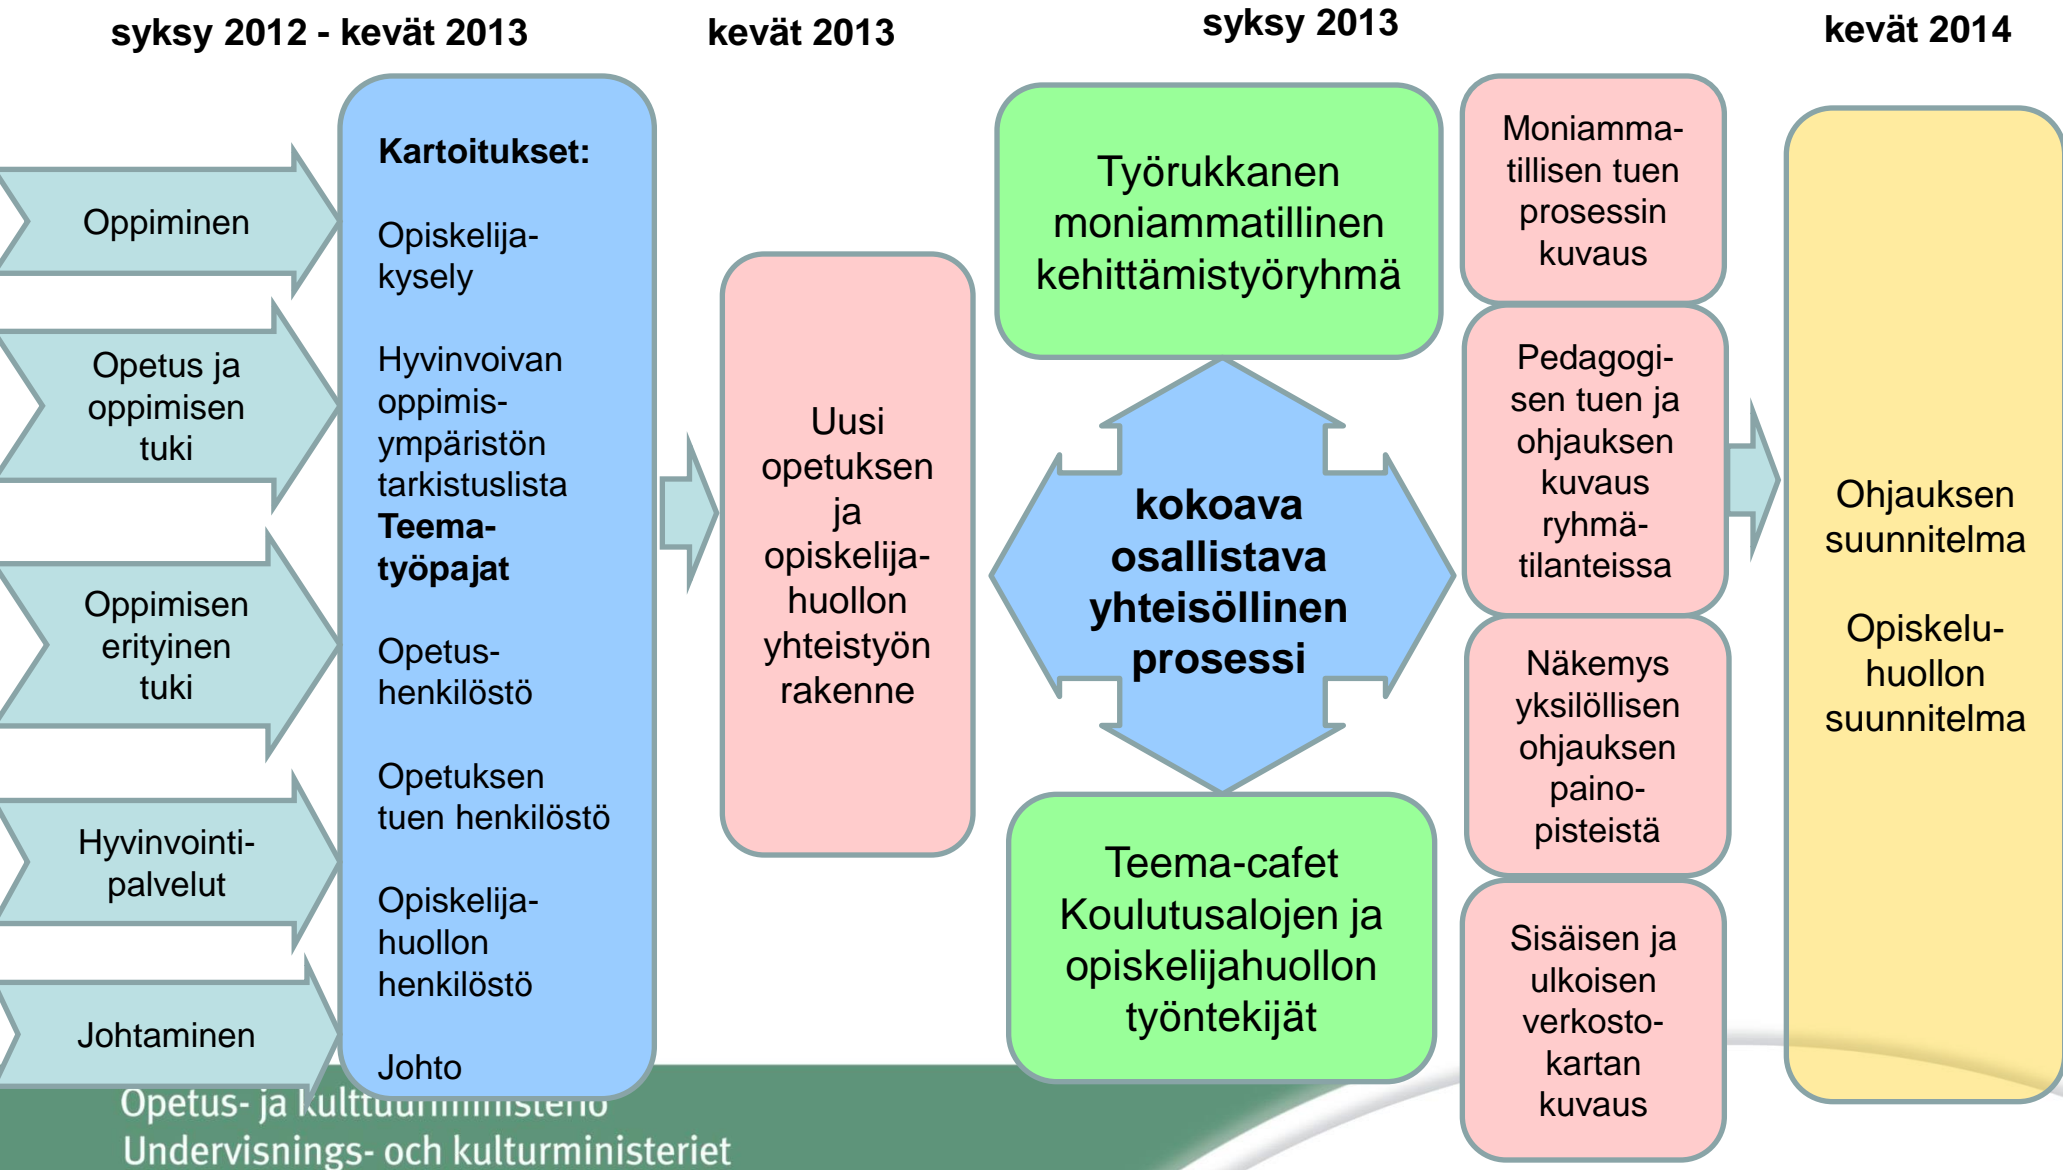 syksy 2012 - kevät 2013
kevät 2013
syksy 2013
kevät 2014
Oppiminen
Opetus ja
oppimisen
tuki
Oppimisen
erityinen
tuki
Hyvinvointi-
palvelut
Johtaminen
Kartoitukset:
Opiskelija-
kysely
Hyvinvoivan
oppimis-
ympäristön
tarkistuslista
Teema-
työpajat
Opetus-
henkilöstö
Opetuksen
tuen henkilöstö
Opiskelija-
huollon
henkilöstö
Johto
Uusi
opetuksen
ja
opiskelija-
huollon
yhteistyön
rakenne
Työrukkanen
moniammatillinen
kehittämistyöryhmä
kokoava
osallistava
yhteisöllinen
prosessi
Teema-cafet
Koulutusalojen ja
opiskelijahuollon
työntekijät
Moniamma-
tillisen tuen
prosessin
kuvaus
Pedagogi-
sen tuen ja
ohjauksen
kuvaus
ryhmä-
tilanteissa
Näkemys
yksilöllisen
ohjauksen
paino-
pisteistä
Sisäisen ja
ulkoisen
verkosto-
kartan
kuvaus
Ohjauksen
suunnitelma
Opiskelu-
huollon
suunnitelma
Opetus- ja kulttuuriministeriö
Undervisnings- och kulturministeriet